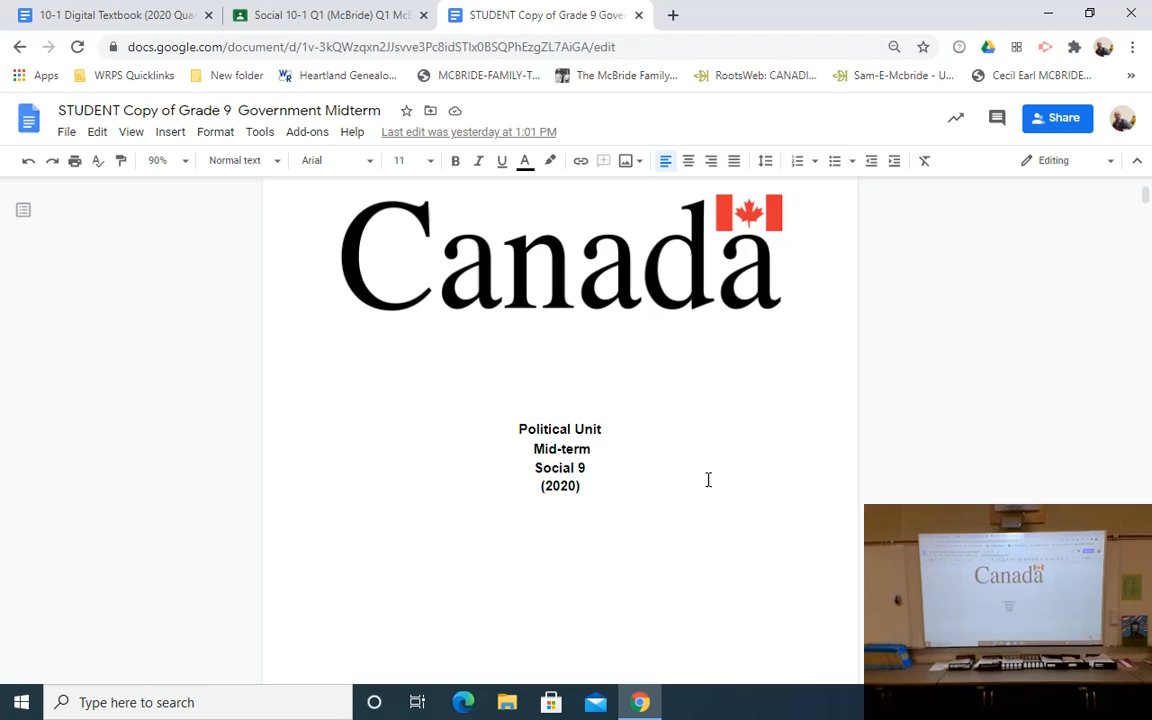 10-1 Digital Textbook (2020 Qua
Social 10-1 Q1 (McBride) Q1 McB
STUDENT Copy of Grade 9 Gover
docs.google.com/document/d/1v-3kQWzqxn2JJsvve3Pc8idSTlx0BSQPhEzgZL7AiGA/edit
Apps
WRPS Quicklinks
New folder
Heartland Genealo...
MCBRIDE-FAMILY-T...
The McBride Family...
RootsWeb: CANADI...
Sam-E-Mcbride - U...
Cecil Earl MCBRIDE...
»
STUDENT Copy of Grade 9 Government Midterm
File Edit View Insert Format Tools Add-ons Help Last edit was yesterday at 1:01 PM
Share
90% Normal text Arial 11 B I U A Editing
Canada
Political Unit
Mid-term
Social 9
(2020)
Canada
Type here to search